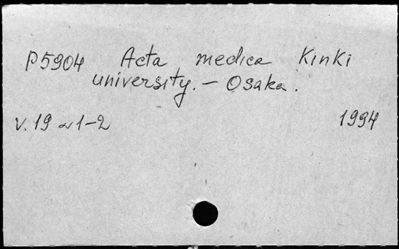 P5904 Acta medica Kinki
university. – Osaka.
v. 19 № 1-2 1994